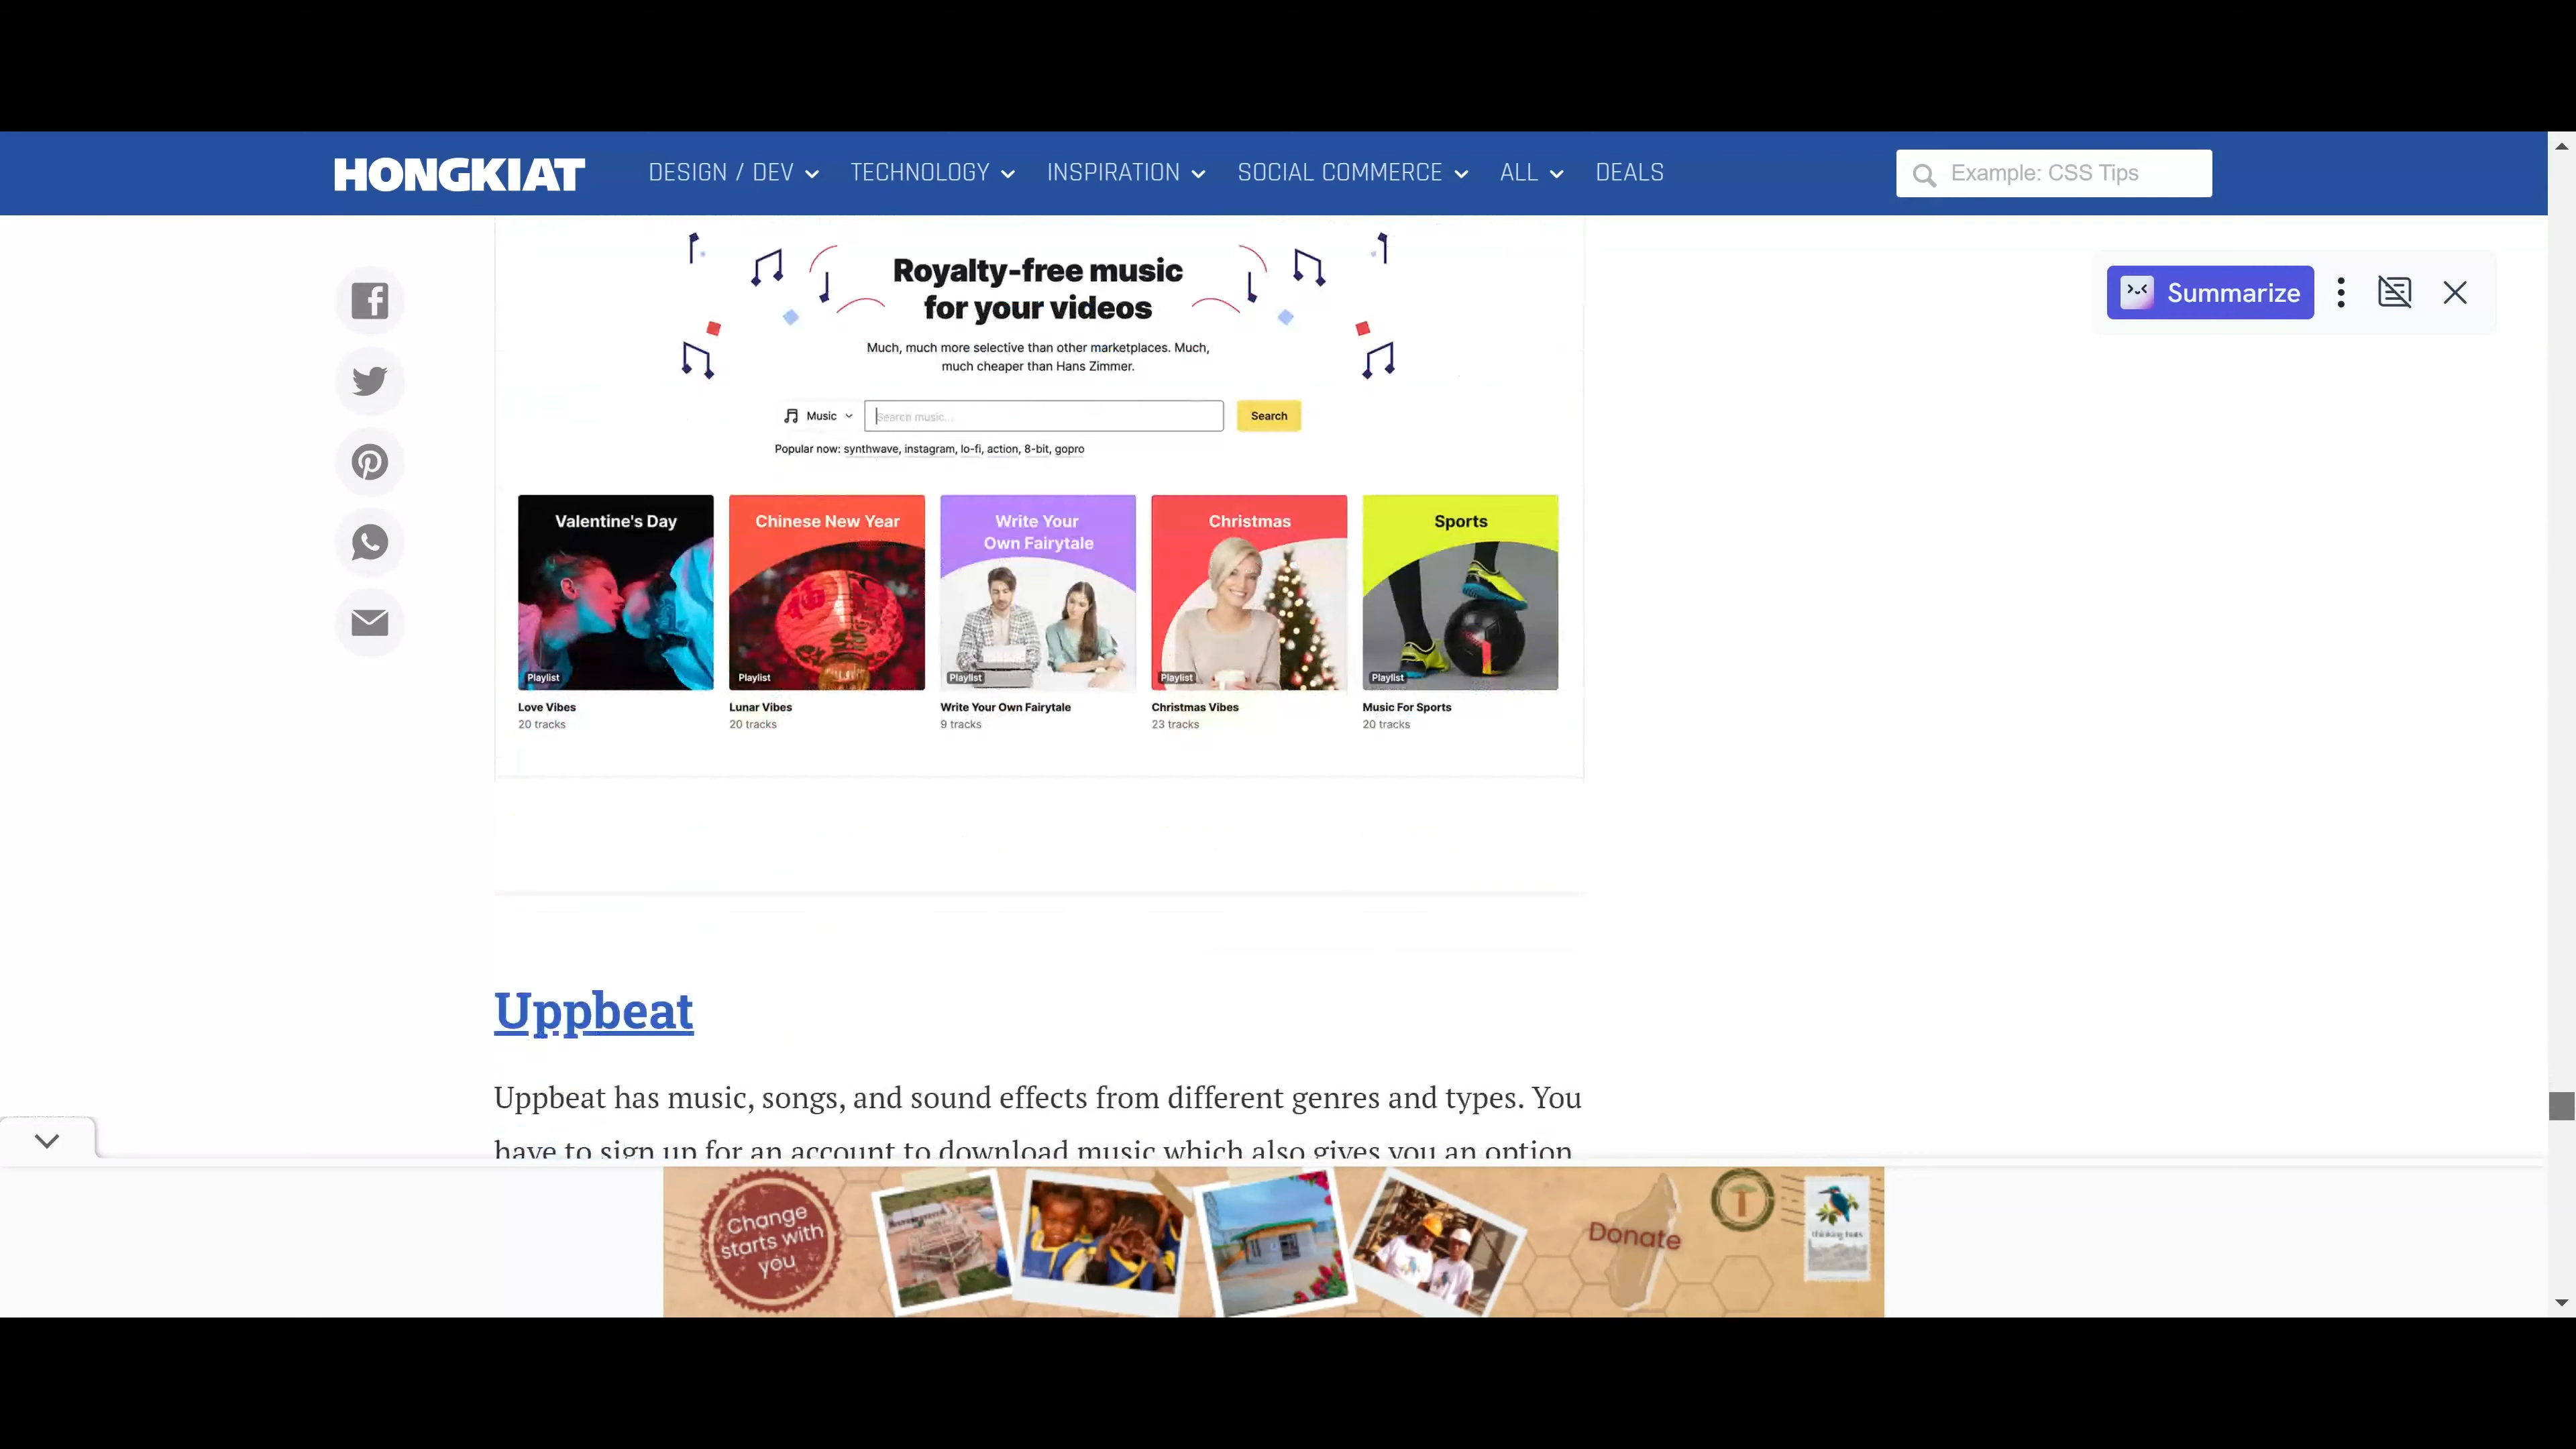 HONGKIAT
DESIGN / DEV
TECHNOLOGY
INSPIRATION
SOCIAL COMMERCE
ALL
DEALS
Example: CSS Tips
Summarize
Royalty-free music
for your videos
Much, much more selective than other marketplaces. Much,
much cheaper than Hans Zimmer.
Music
Search music...
Search
Popular now: synthwave, instagram, lo-fi, action, 8-bit, gopro
Valentine's Day
Playlist
Love Vibes
20 tracks
Chinese New Year
Playlist
Lunar Vibes
20 tracks
Write Your
Own Fairytale
Playlist
Write Your Own Fairytale
9 tracks
Christmas
Playlist
Christmas Vibes
23 tracks
Sports
Playlist
Music For Sports
20 tracks
Uppbeat
Uppbeat has music, songs, and sound effects from different genres and types. You
have to sign up for an account to download music which also gives you an option
Change
starts with
you
Donate
thinking huts